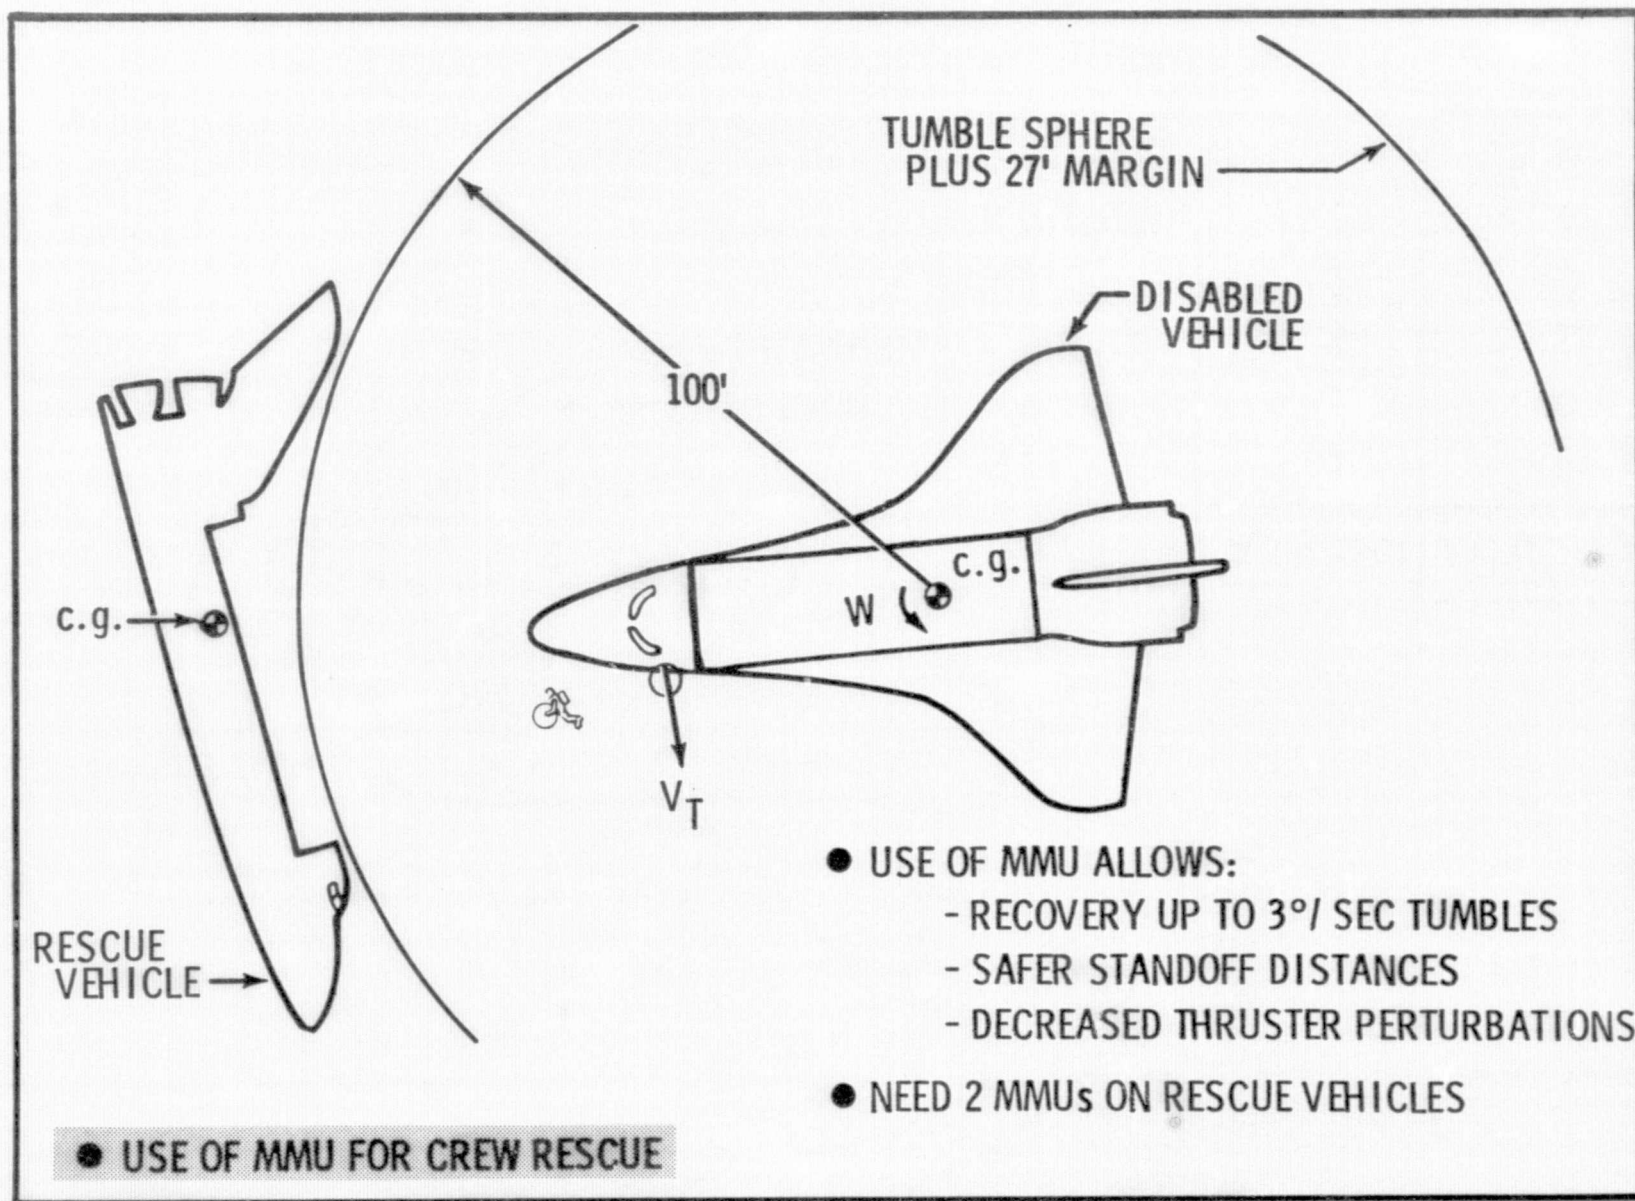 TUMBLE SPHERE
PLUS 27' MARGIN
DISABLED
VEHICLE
100'
c.g.
W
c.g.
V_T
RESCUE
VEHICLE
● USE OF MMU ALLOWS:
- RECOVERY UP TO 3°/ SEC TUMBLES
- SAFER STANDOFF DISTANCES
- DECREASED THRUSTER PERTURBATIONS
● NEED 2 MMUs ON RESCUE VEHICLES
● USE OF MMU FOR CREW RESCUE